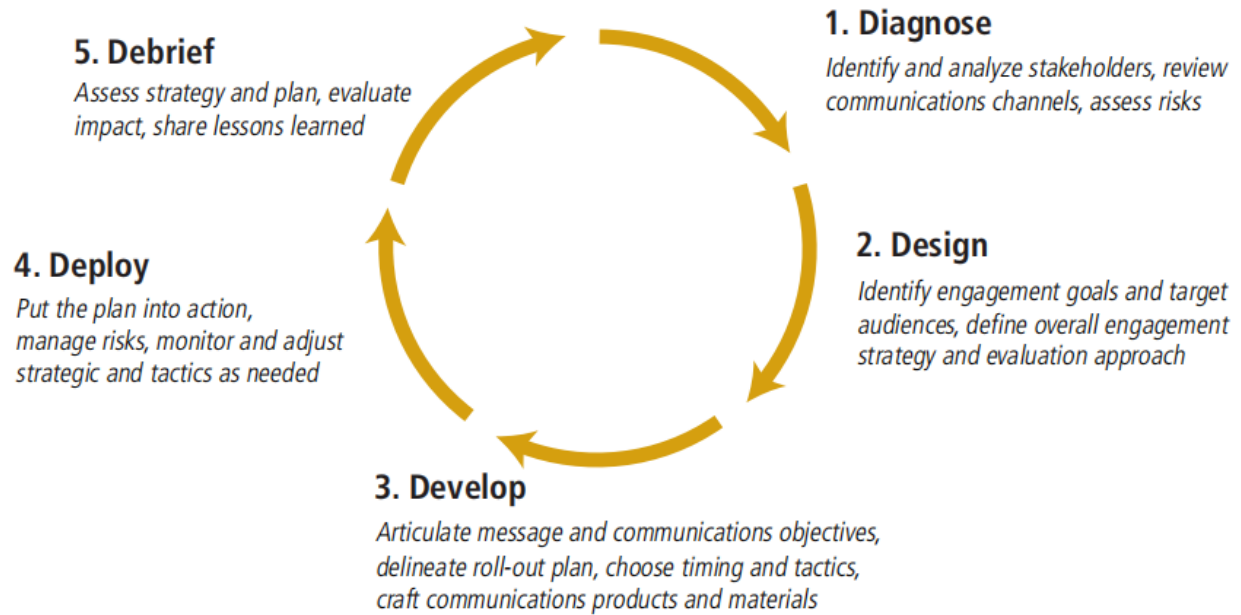 1. Diagnose
Identify and analyze stakeholders, review
communications channels, assess risks
2. Design
Identify engagement goals and target
audiences, define overall engagement
strategy and evaluation approach
3. Develop
Articulate message and communications objectives,
delineate roll-out plan, choose timing and tactics,
craft communications products and materials
4. Deploy
Put the plan into action,
manage risks, monitor and adjust
strategic and tactics as needed
5. Debrief
Assess strategy and plan, evaluate
impact, share lessons learned